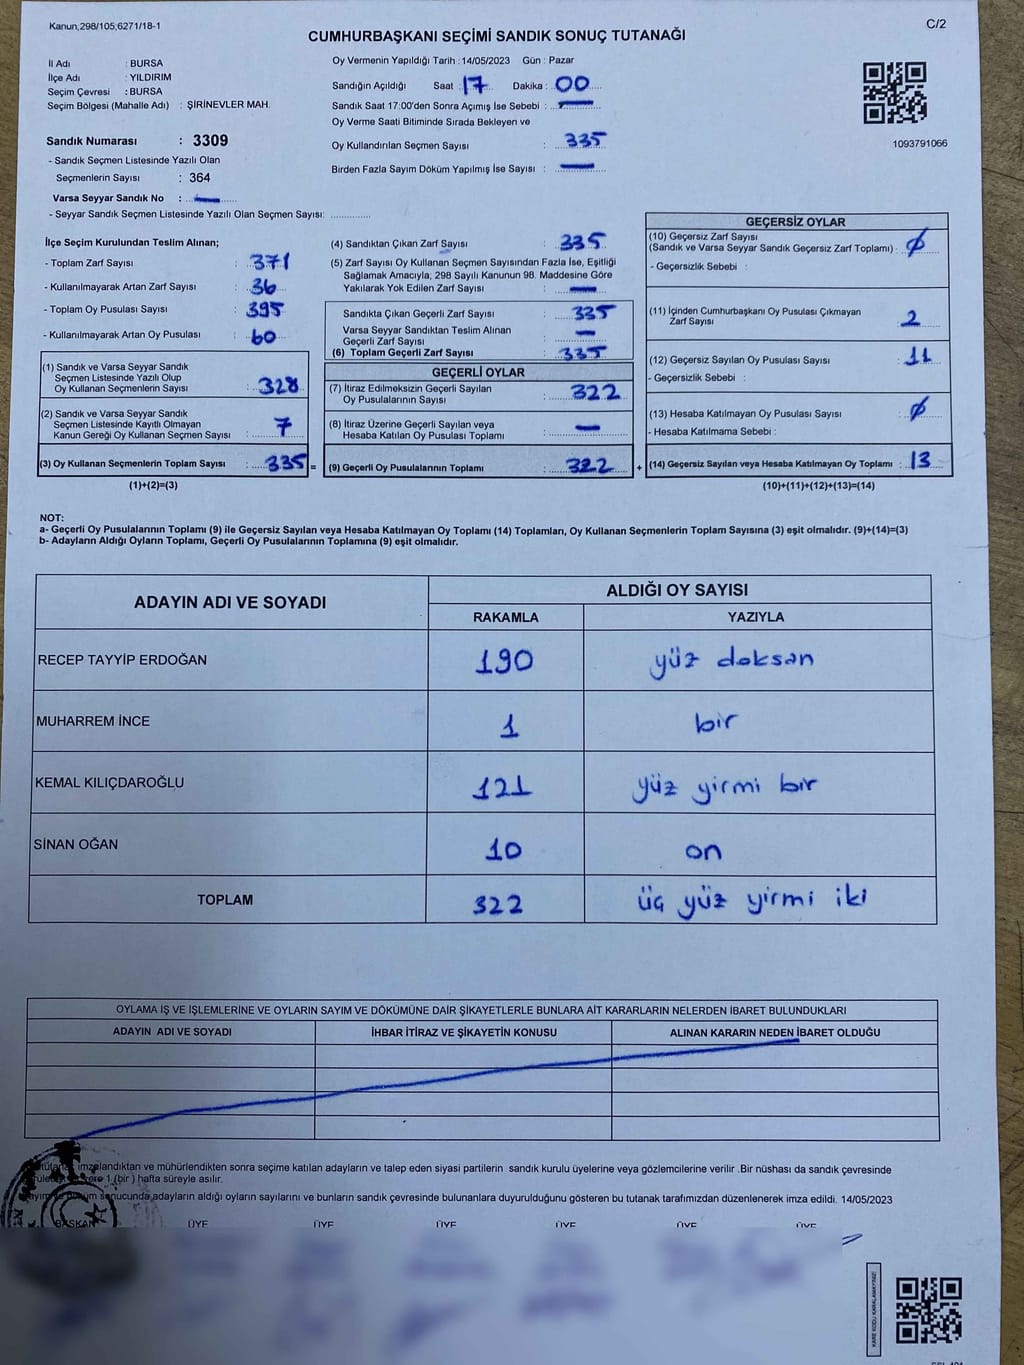 Kanun;298/105;6271/18-1
C/2
CUMHURBAŞKANI SEÇİMİ SANDIK SONUÇ TUTANAĞI
İl Adı : BURSA
İlçe Adı : YILDIRIM
Seçim Çevresi : BURSA
Seçim Bölgesi (Mahalle Adı) : ŞİRİNEVLER MAH.
Sandık Numarası : 3309
- Sandık Seçmen Listesinde Yazılı Olan
Seçmenlerin Sayısı : 364
Varsa Seyyar Sandık No :
- Seyyar Sandık Seçmen Listesinde Yazılı Olan Seçmen Sayısı:
Oy Vermenin Yapıldığı Tarih : 14/05/2023 Gün : Pazar
Sandığın Açıldığı Saat : 17 Dakika : 00
Sandık Saat 17:00'den Sonra Açımış İse Sebebi :
Oy Verme Saati Bitiminde Sırada Bekleyen ve
Oy Kullandırılan Seçmen Sayısı : 335
Birden Fazla Sayım Döküm Yapılmış İse Sayısı :
1093791066
İlçe Seçim Kurulundan Teslim Alınan;
- Toplam Zarf Sayısı : 371
- Kullanılmayarak Artan Zarf Sayısı : 36
- Toplam Oy Pusulası Sayısı : 395
- Kullanılmayarak Artan Oy Pusulası : 60
(1) Sandık ve Varsa Seyyar Sandık
Seçmen Listesinde Yazılı Olup
Oy Kullanan Seçmenlerin Sayısı : 328
(2) Sandık ve Varsa Seyyar Sandık
Seçmen Listesinde Kayıtlı Olmayan
Kanun Gereği Oy Kullanan Seçmen Sayısı : 7
(3) Oy Kullanan Seçmenlerin Toplam Sayısı : 335 =
(1)+(2)=(3)
(4) Sandıktan Çıkan Zarf Sayısı : 335
(5) Zarf Sayısı Oy Kullanan Seçmen Sayısından Fazla İse, Eşitliği
Sağlamak Amacıyla; 298 Sayılı Kanunun 98. Maddesine Göre
Yakılarak Yok Edilen Zarf Sayısı :
Sandıkta Çıkan Geçerli Zarf Sayısı : 335
Varsa Seyyar Sandıktan Teslim Alınan
Geçerli Zarf Sayısı :
(6) Toplam Geçerli Zarf Sayısı : 335
GEÇERLİ OYLAR
(7) İtiraz Edilmeksizin Geçerli Sayılan
Oy Pusulalarının Sayısı : 322
(8) İtiraz Üzerine Geçerli Sayılan veya
Hesaba Katılan Oy Pusulası Toplamı :
(9) Geçerli Oy Pusulalarının Toplamı : 322 +
GEÇERSİZ OYLAR
(10) Geçersiz Zarf Sayısı
(Sandık ve Varsa Seyyar Sandık Geçersiz Zarf Toplamı) : Ø
- Geçersizlik Sebebi :
(11) İçinden Cumhurbaşkanı Oy Pusulası Çıkmayan
Zarf Sayısı : 2
(12) Geçersiz Sayılan Oy Pusulası Sayısı : 11
- Geçersizlik Sebebi :
(13) Hesaba Katılmayan Oy Pusulası Sayısı : Ø
- Hesaba Katılmama Sebebi :
(14) Geçersiz Sayılan veya Hesaba Katılmayan Oy Toplamı : 13
(10)+(11)+(12)+(13)=(14)
NOT:
a- Geçerli Oy Pusulalarının Toplamı (9) ile Geçersiz Sayılan veya Hesaba Katılmayan Oy Toplamı (14) Toplamları, Oy Kullanan Seçmenlerin Toplam Sayısına (3) eşit olmalıdır. (9)+(14)=(3)
b- Adayların Aldığı Oyların Toplamı, Geçerli Oy Pusulalarının Toplamına (9) eşit olmalıdır.
ADAYIN ADI VE SOYADI ALDIĞI OY SAYISI
RAKAMLA YAZIYLA
RECEP TAYYİP ERDOĞAN 190 yüz doksan
MUHARREM İNCE 1 bir
KEMAL KILIÇDAROĞLU 121 yüz yirmi bir
SİNAN OĞAN 10 on
TOPLAM 322 üç yüz yirmi iki
OYLAMA İŞ VE İŞLEMLERİNE VE OYLARIN SAYIM VE DÖKÜMÜNE DAİR ŞİKAYETLERLE BUNLARA AİT KARARLARIN NELERDEN İBARET BULUNDUKLARI
ADAYIN ADI VE SOYADI İHBAR İTİRAZ VE ŞİKAYETİN KONUSU ALINAN KARARIN NEDEN İBARET OLDUĞU
imzalandıktan ve mühürlendikten sonra seçime katılan adayların ve talep eden siyasi partilerin sandık kurulu üyelerine veya gözlemcilerine verilir .Bir nüshası da sandık çevresinde
1 (bir ) hafta süreyle asılır.
sonucunda adayların aldığı oyların sayılarını ve bunların sandık çevresinde bulunanlara duyurulduğunu gösteren bu tutanak tarafımızdan düzenlenerek imza edildi. 14/05/2023
BAŞKAN ÜYE ÜYE ÜYE ÜYE ÜYE ÜYE
KARE KODU KARALAMAYINIZ!